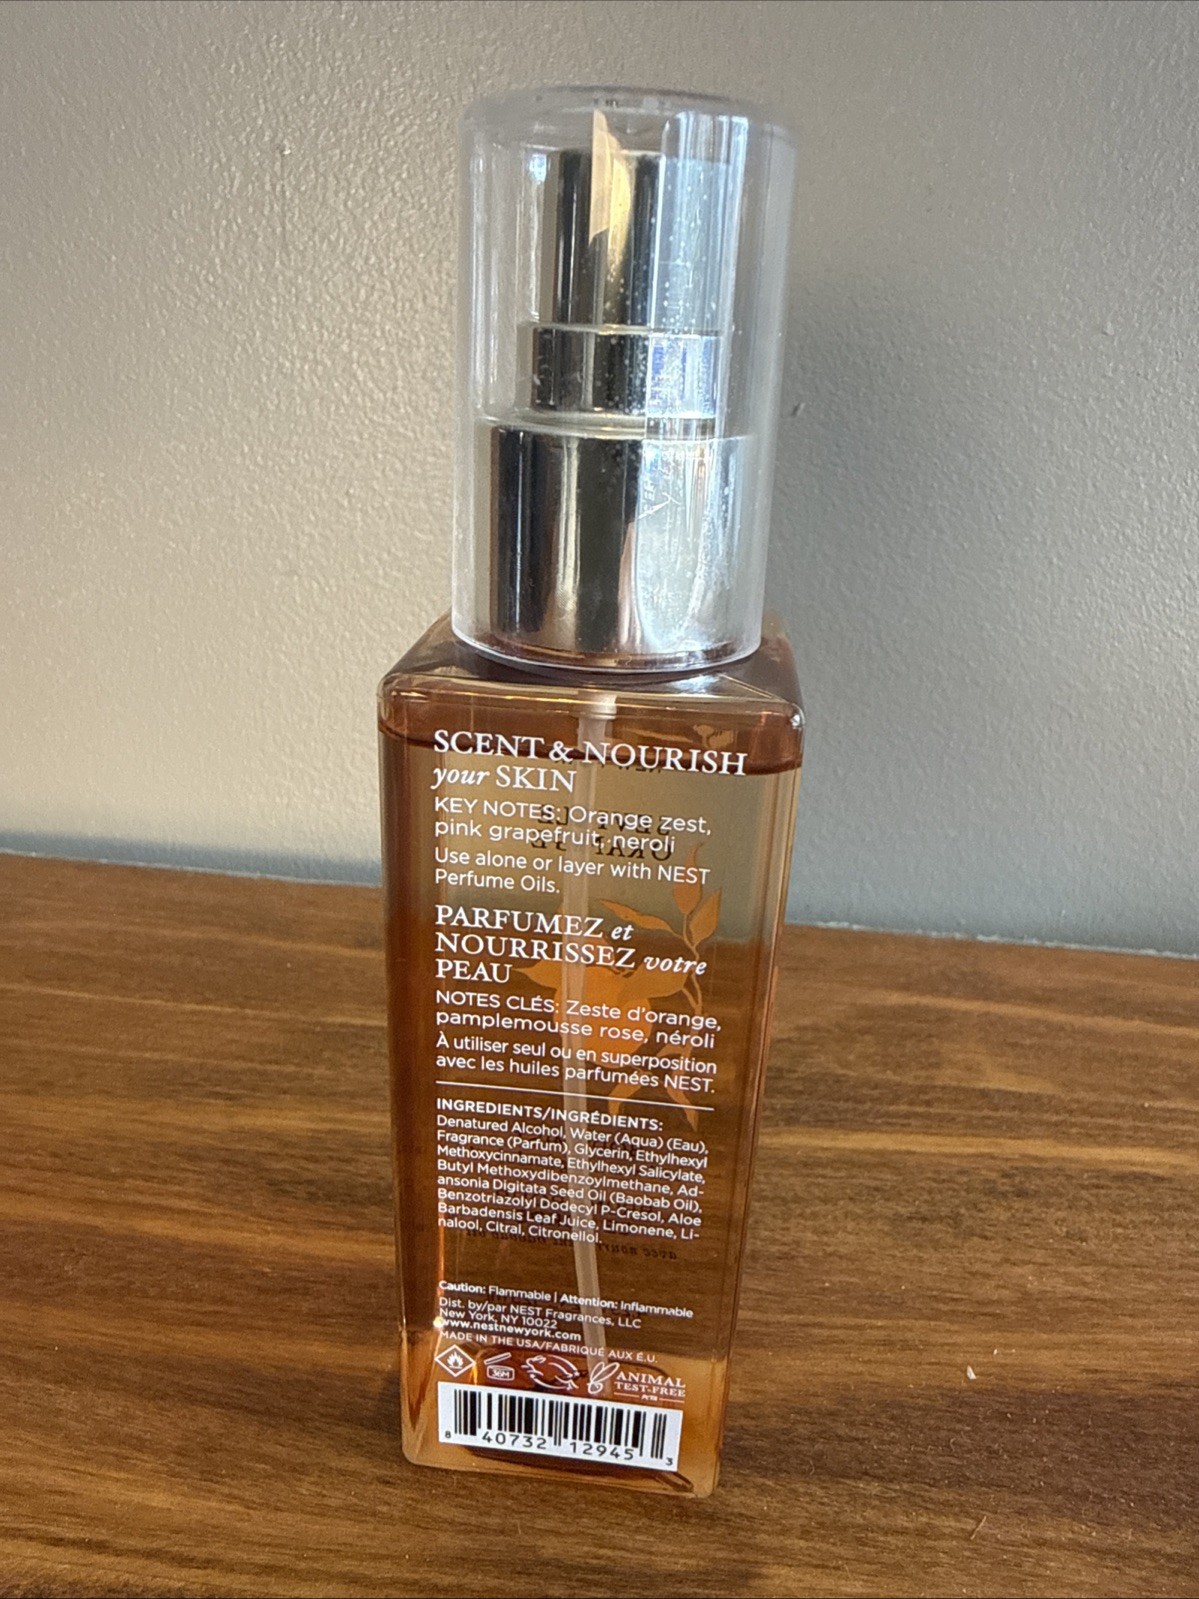 SCENT & NOURISH
your SKIN
KEY NOTES: Orange zest,
pink grapefruit, neroli
Use alone or layer with NEST
Perfume Oils.
PARFUMEZ et
NOURRISSEZ votre
PEAU
NOTES CLÉS: Zeste d'orange,
pamplemousse rose, néroli
À utiliser seul ou en superposition
avec les huiles parfumées NEST.
INGREDIENTS/INGRÉDIENTS:
Denatured Alcohol, Water (Aqua) (Eau),
Fragrance (Parfum), Glycerin, Ethylhexyl
Methoxycinnamate, Ethylhexyl Salicylate,
Butyl Methoxydibenzoylmethane, Ad-
ansonia Digitata Seed Oil (Baobab Oil),
Benzotriazolyl Dodecyl P-Cresol, Aloe
Barbadensis Leaf Juice, Limonene, Li-
nalool, Citral, Citronellol.
Caution: Flammable | Attention: Inflammable
Dist. by/par NEST Fragrances, LLC
New York, NY 10022
www.nestnewyork.com
MADE IN THE USA/FABRIQUÉ AUX É.U.
36M
ANIMAL
TEST-FREE
PETA
8 40732 12945 3